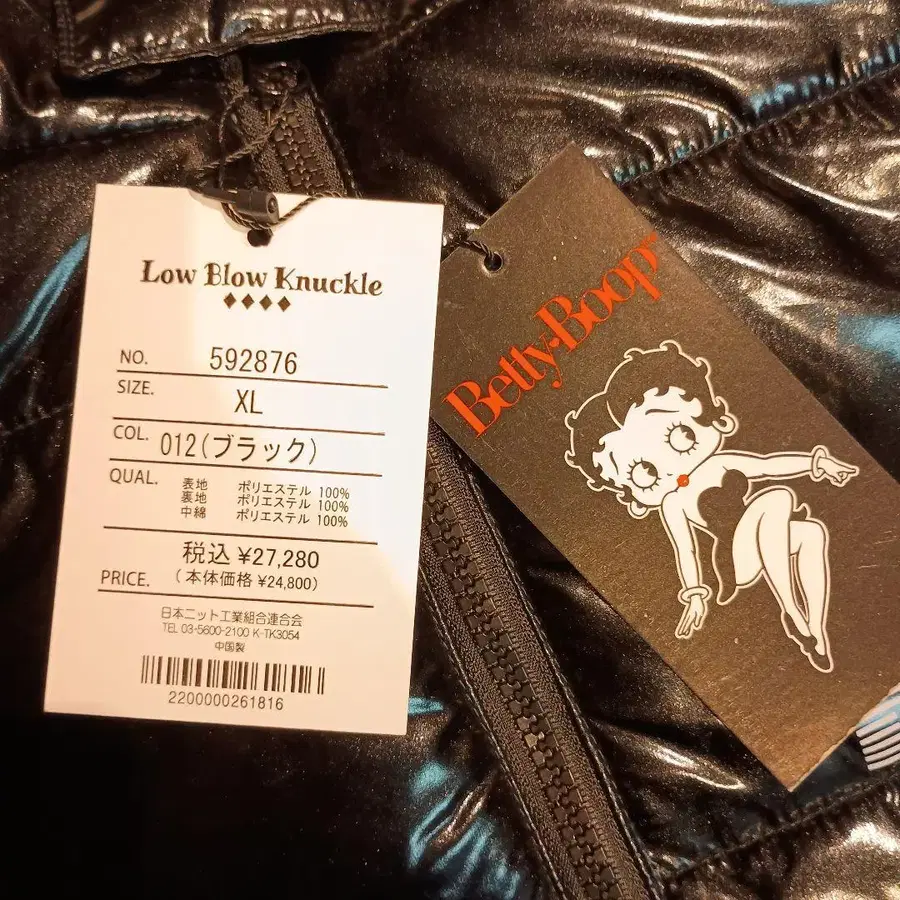 Low Blow Knuckle
NO. 592876
SIZE. XL
COL. 012(ブラック)
QUAL. 表地 ポリエステル 100%
裏地 ポリエステル 100%
中綿 ポリエステル 100%
税込 ¥27,280
PRICE. (本体価格 ¥24,800)
日本ニット工業組合連合会
TEL 03-5600-2100 K-TK3054
中国製
2200000261816
Betty Boop